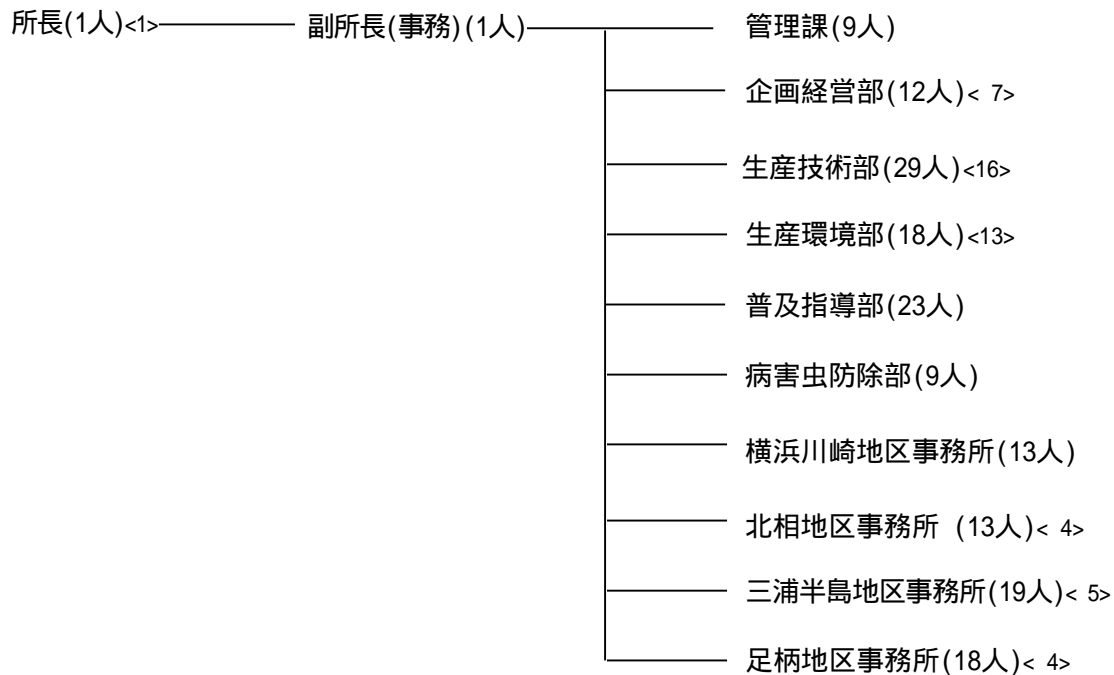 所長(1人)<1> 副所長(事務)(1人) 管理課(9人)
企画経営部(12人)< 7>
生産技術部(29人)<16>
生産環境部(18人)<13>
普及指導部(23人)
病害虫防除部(9人)
横浜川崎地区事務所(13人)
北相地区事務所 (13人)< 4>
三浦半島地区事務所(19人)< 5>
足柄地区事務所(18人)< 4>